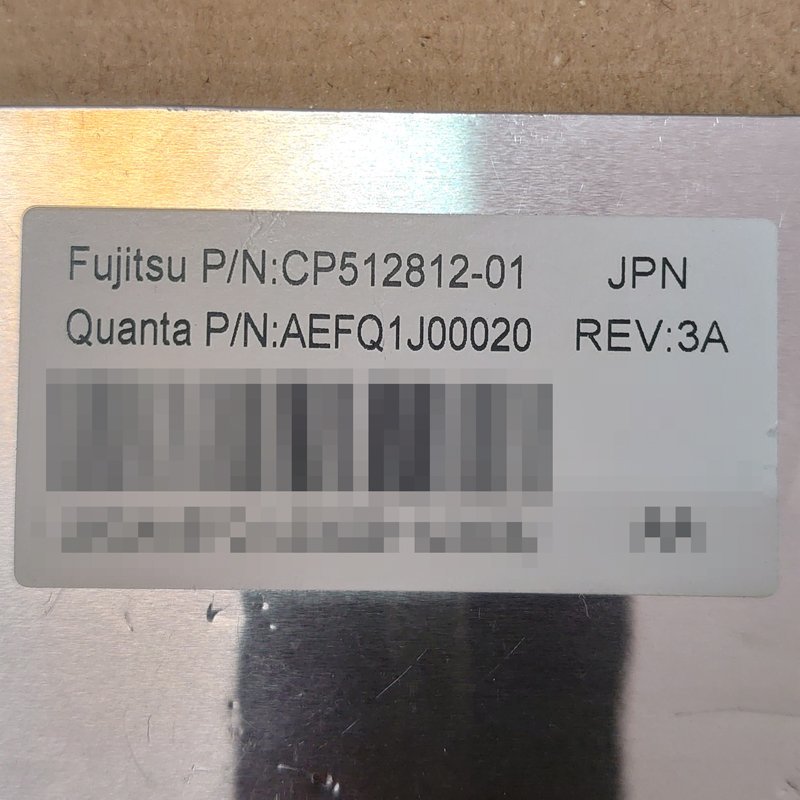 Fujitsu P/N:CP512812-01 JPN
Quanta P/N:AEFQ1J00020 REV:3A